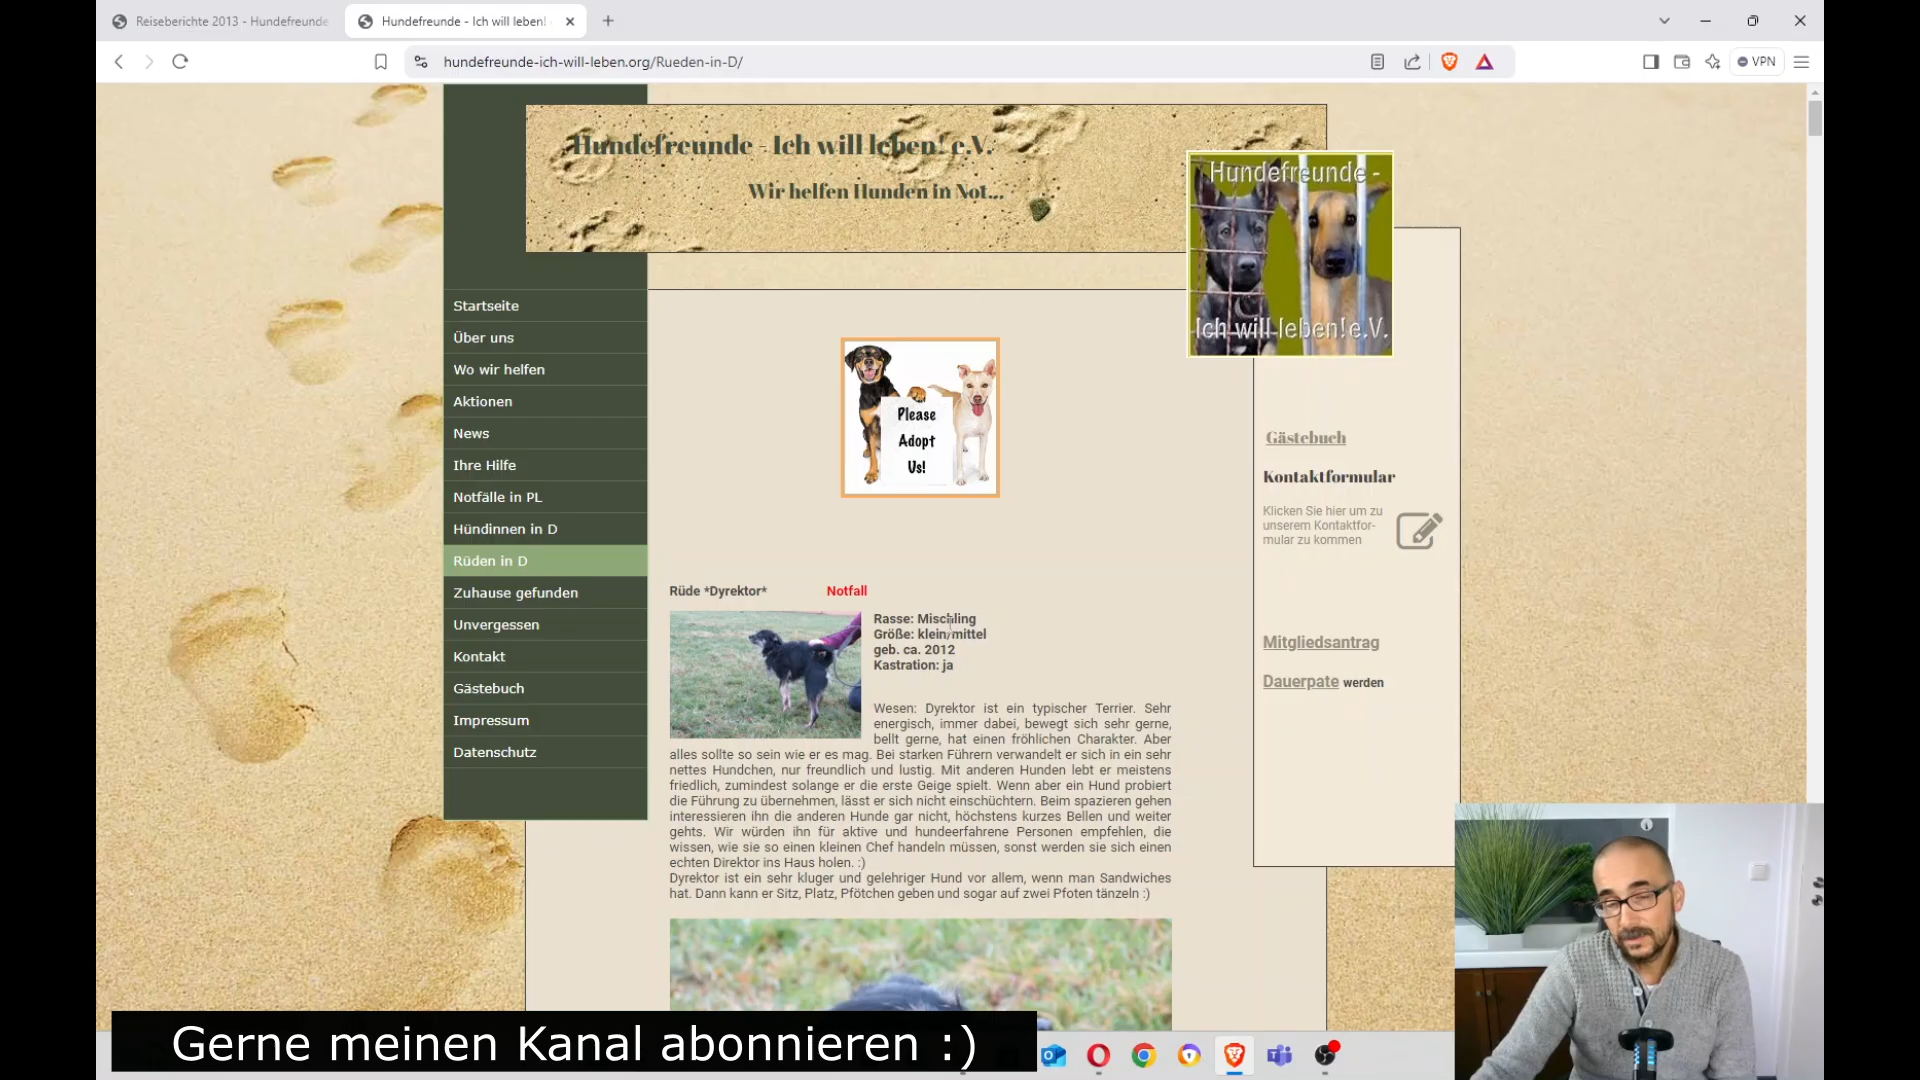 Reiseberichte 2013 - Hundefreunde
Hundefreunde - Ich will leben!
hundefreunde-ich-will-leben.org/Rueden-in-D/
VPN
Hundefreunde - Ich will leben! e.V.
Wir helfen Hunden in Not...
Hundefreunde -
Ich will leben! e.V.
Startseite
Über uns
Wo wir helfen
Aktionen
News
Ihre Hilfe
Notfälle in PL
Hündinnen in D
Rüden in D
Zuhause gefunden
Unvergessen
Kontakt
Gästebuch
Impressum
Datenschutz
Please
Adopt
Us!
Rüde *Dyrektor* Notfall
Rasse: Mischling
Größe: klein/mittel
geb. ca. 2012
Kastration: ja
Wesen: Dyrektor ist ein typischer Terrier. Sehr
energisch, immer dabei, bewegt sich sehr gerne,
bellt gerne, hat einen fröhlichen Charakter. Aber
alles sollte so sein wie er es mag. Bei starken Führern verwandelt er sich in ein sehr
nettes Hundchen, nur freundlich und lustig. Mit anderen Hunden lebt er meistens
friedlich, zumindest solange er die erste Geige spielt. Wenn aber ein Hund probiert
die Führung zu übernehmen, lässt er sich nicht einschüchtern. Beim spazieren gehen
interessieren ihn die anderen Hunde gar nicht, höchstens kurzes Bellen und weiter
gehts. Wir würden ihn für aktive und hundeerfahrene Personen empfehlen, die
wissen, wie sie so einen kleinen Chef handeln müssen, sonst werden sie sich einen
echten Direktor ins Haus holen. :)
Dyrektor ist ein sehr kluger und gelehriger Hund vor allem, wenn man Sandwiches
hat. Dann kann er Sitz, Platz, Pfötchen geben und sogar auf zwei Pfoten tänzeln :)
Gästebuch
Kontaktformular
Klicken Sie hier um zu
unserem Kontaktfor-
mular zu kommen
Mitgliedsantrag
Dauerpate werden
Gerne meinen Kanal abonnieren :)